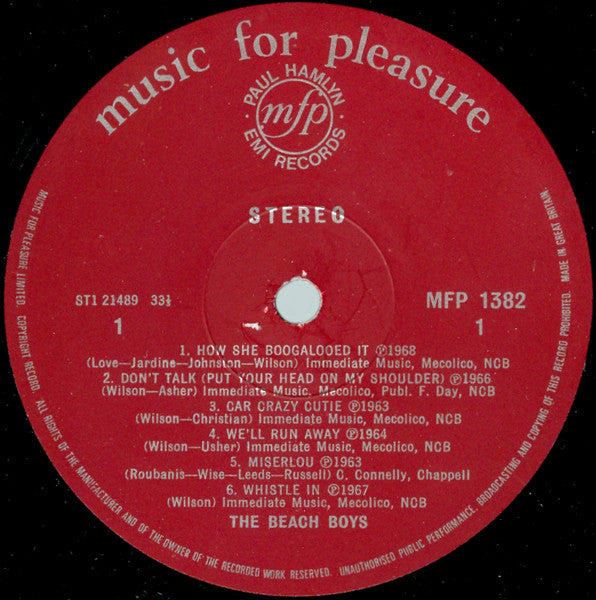 music for pleasure
PAUL HAMLYN
mfp
EMI RECORDS
STEREO
ST1 21489 33⅓
1
MFP 1382
1
1. HOW SHE BOOGALOOED IT ℗1968
(Love—Jardine—Johnston—Wilson) Immediate Music, Mecolico, NCB
2. DON'T TALK (PUT YOUR HEAD ON MY SHOULDER) ℗1966
(Wilson—Asher) Immediate Music, Mecolico, Publ. F. Day, NCB
3. CAR CRAZY CUTIE ℗1963
(Wilson—Christian) Immediate Music, Mecolico, NCB
4. WE'LL RUN AWAY ℗1964
(Wilson—Usher) Immediate Music, Mecolico, NCB
5. MISERLOU ℗1963
(Roubanis—Wise—Leeds—Russell) C. Connelly, Chappell
6. WHISTLE IN ℗1967
(Wilson) Immediate Music, Mecolico, NCB
THE BEACH BOYS
MUSIC FOR PLEASURE LIMITED. COPYRIGHT RECORD. ALL RIGHTS OF THE MANUFACTURER AND OF THE OWNER OF THE RECORDED WORK RESERVED. UNAUTHORISED PUBLIC PERFORMANCE, BROADCASTING AND COPYING OF THIS RECORD PROHIBITED. MADE IN GREAT BRITAIN.